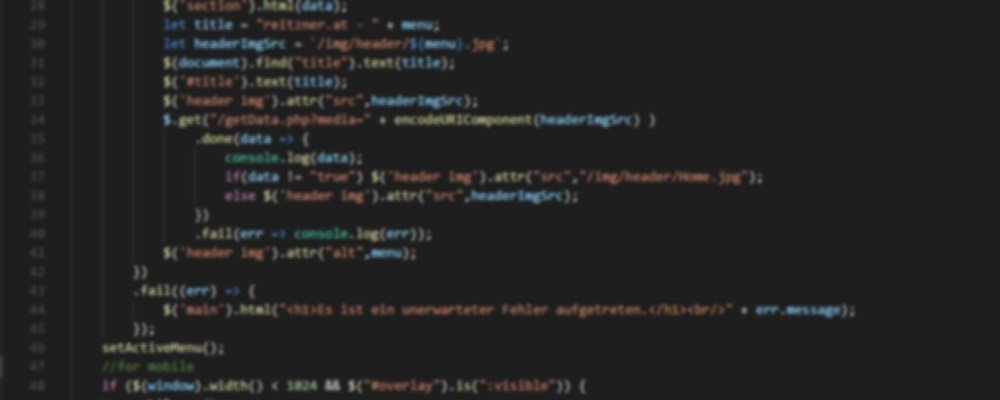 28 $("section").html(data);
29 let title = "reitzner.at - " + menu;
30 let headerImgSrc = `/img/header/${menu}.jpg`;
31 $(document).find("title").text(title);
32 $('#title').text(title);
33 $('header img').attr("src",headerImgSrc);
34 $.get("/getData.php?media=" + encodeURIComponent(headerImgSrc) )
35 .done(data => {
36 console.log(data);
37 if(data != "true") $('header img').attr("src","/img/header/Home.jpg");
38 else $('header img').attr("src",headerImgSrc);
39 })
40 .fail(err => console.log(err));
41 $('header img').attr("alt",menu);
42 })
43 .fail((err) => {
44 $('main').html("<h1>Es ist ein unerwarteter Fehler aufgetreten.</h1><br/>" + err.message);
45 });
46 setActiveMenu();
47 //for mobile
48 if ($(window).width() < 1024 && $("#overlay").is(":visible")) {